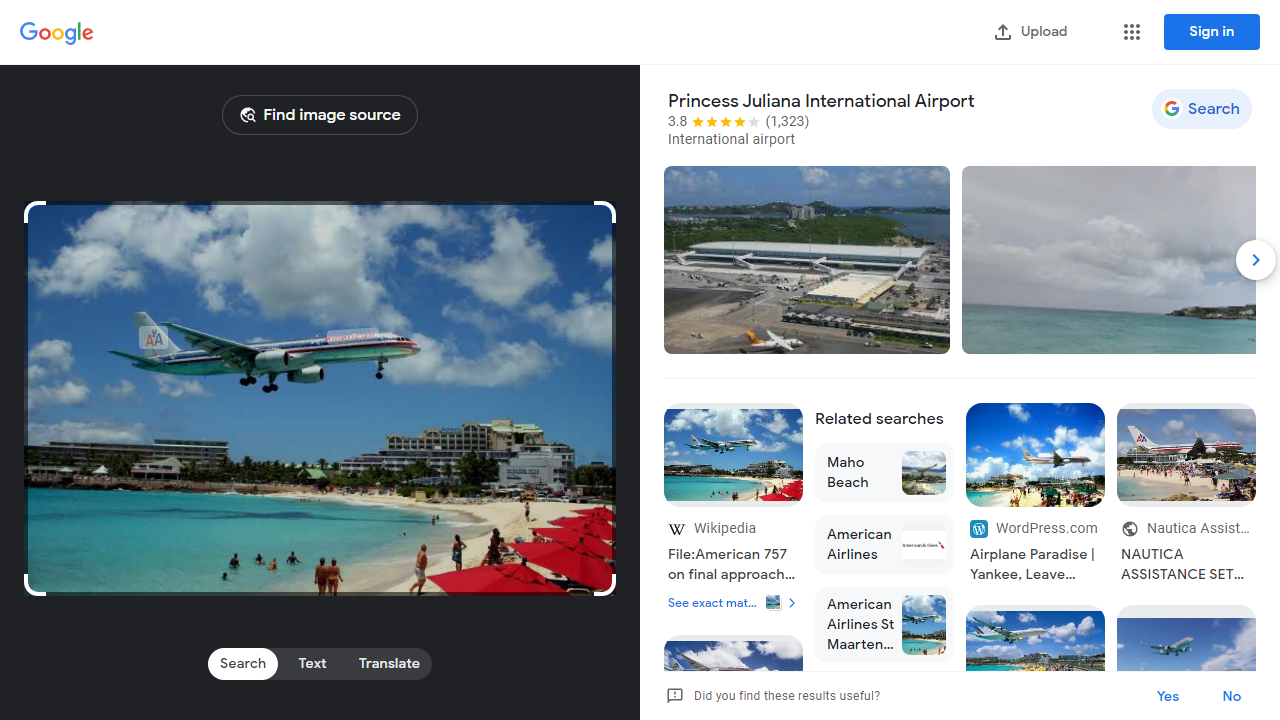 Google
Upload
Sign in
Find image source
American
AA
Search
Text
Translate
Princess Juliana International Airport
3.8 (1,323)
International airport
Search
Wikipedia
File:American 757
on final approach...
See exact mat...
Related searches
Maho
Beach
American
Airlines
AmericanAirlines
American
Airlines St
Maarten...
WordPress.com
Airplane Paradise |
Yankee, Leave...
Nautica Assist...
NAUTICA
ASSISTANCE SET...
Did you find these results useful?
Yes
No